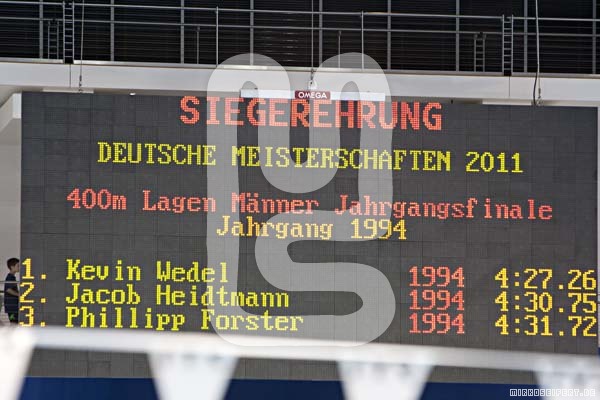 OMEGA
SIEGEREHRUNG
DEUTSCHE MEISTERSCHAFTEN 2011
400m Lagen Männer Jahrgangsfinale
Jahrgang 1994
1. Kevin Wedel 1994 4:27.26
2. Jacob Heidtmann 1994 4:30.75
3. Phillipp Forster 1994 4:31.72